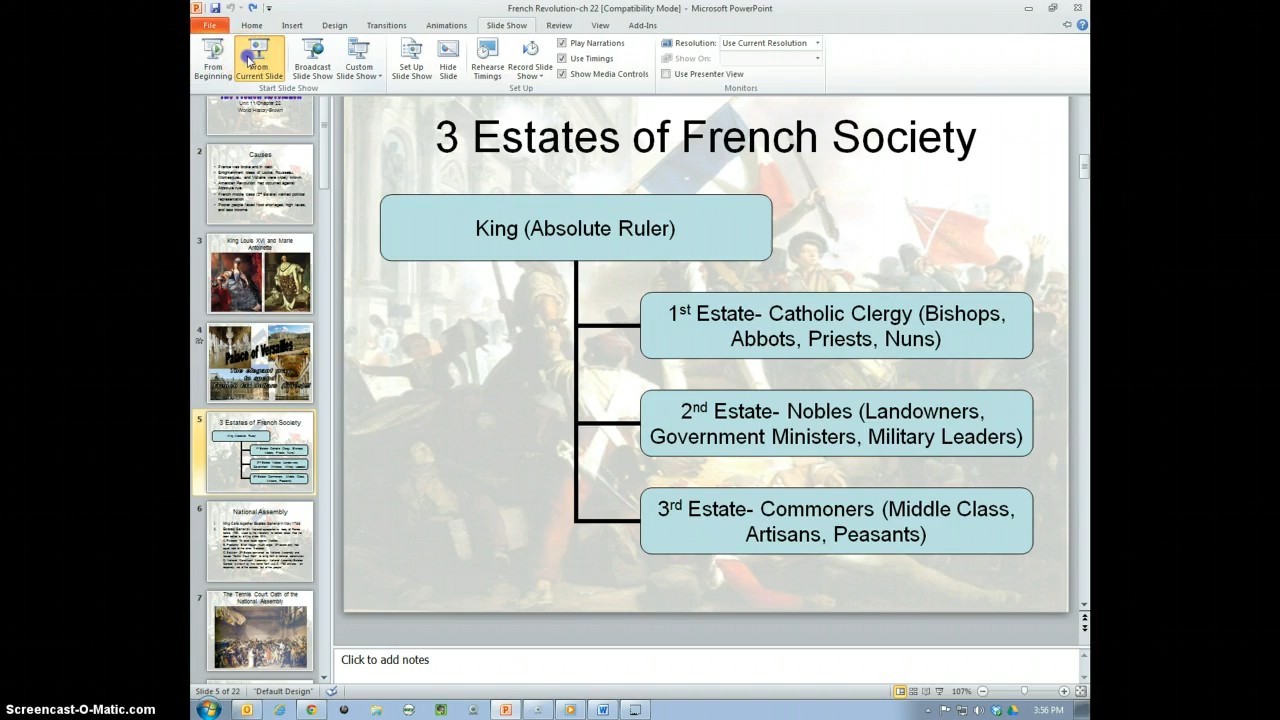 French Revolution-ch 22 [Compatibility Mode] - Microsoft PowerPoint
File Home Insert Design Transitions Animations Slide Show Review View Add-Ins
From Beginning
From Current Slide
Broadcast Slide Show
Custom Slide Show
Set Up Slide Show
Hide Slide
Rehearse Timings
Record Slide Show
Play Narrations
Use Timings
Show Media Controls
Resolution: Use Current Resolution
Show On:
Use Presenter View
Start Slide Show Set Up Monitors
Unit 11/Chapter 22
World History-Brown
2
Causes
3
King Louis XVI and Marie
Antoinette
4
Palace of Versailles
5
3 Estates of French Society
6
National Assembly
7
The Tennis Court Oath of the
National Assembly
3 Estates of French Society
King (Absolute Ruler)
1st Estate- Catholic Clergy (Bishops,
Abbots, Priests, Nuns)
2nd Estate- Nobles (Landowners,
Government Ministers, Military Leaders)
3rd Estate- Commoners (Middle Class,
Artisans, Peasants)
Click to add notes
Slide 5 of 22 "Default Design" 107%
3:56 PM
Screencast-O-Matic.com